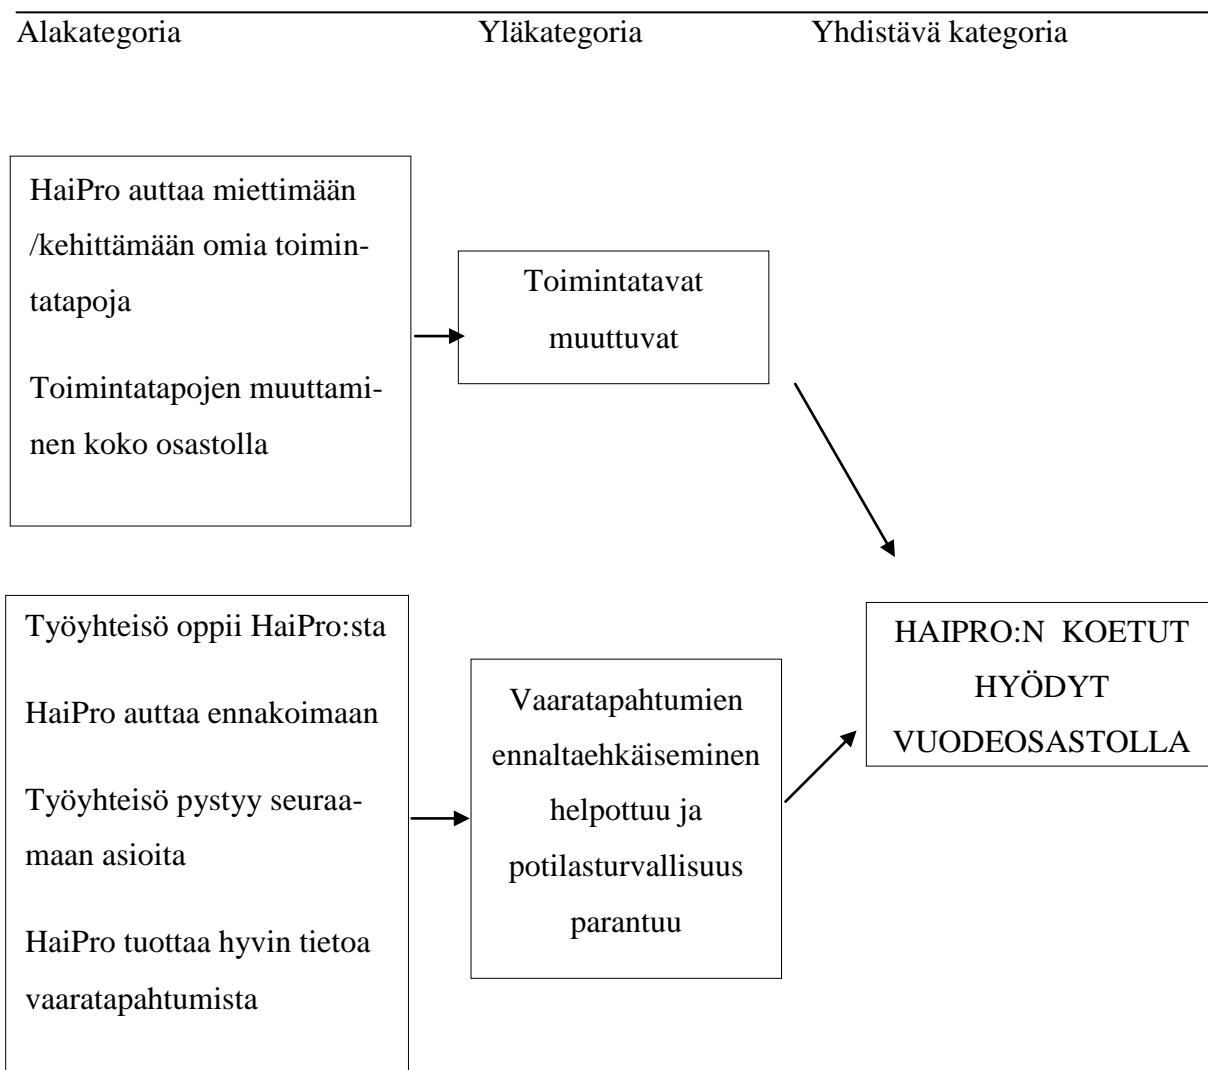 Alakategoria Yläkategoria Yhdistävä kategoria
HaiPro auttaa miettimään
/kehittämään omia toimin-
tatapoja
Toimintatapojen muuttami-
nen koko osastolla
Toimintatavat
muuttuvat
Työyhteisö oppii HaiPro:sta
HaiPro auttaa ennakoimaan
Työyhteisö pystyy seuraa-
maan asioita
HaiPro tuottaa hyvin tietoa
vaaratapahtumista
Vaaratapahtumien
ennaltaehkäiseminen
helpottuu ja
potilasturvallisuus
parantuu
HAIPRO:N KOETUT
HYÖDYT
VUODEOSASTOLLA